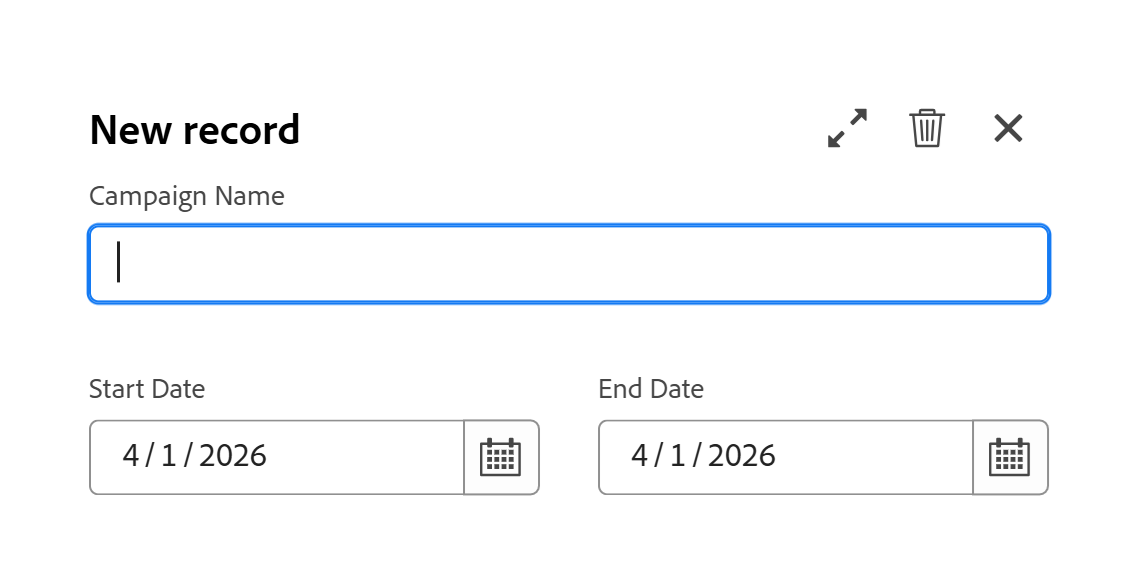 New record
Campaign Name
Start Date
End Date
4 / 1 / 2026
4 / 1 / 2026